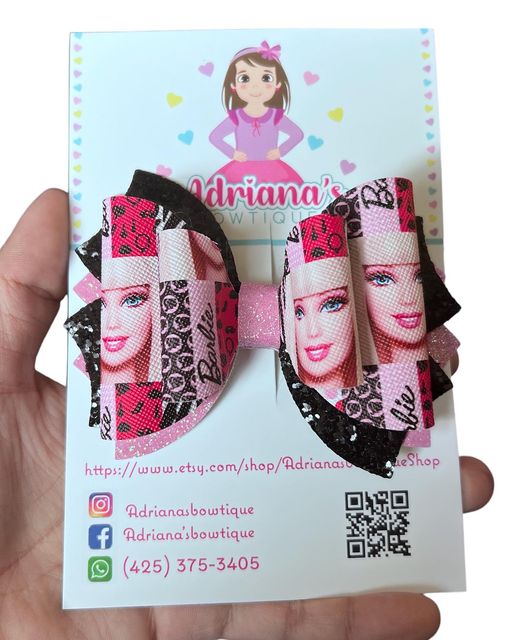 Adriana's
BOWTIQUE
Barbie
Barbie
https://www.etsy.com/shop/AdrianasbowtiqueShop
Adrianasbowtique
Adriana'sbowtique
(425) 375-3405